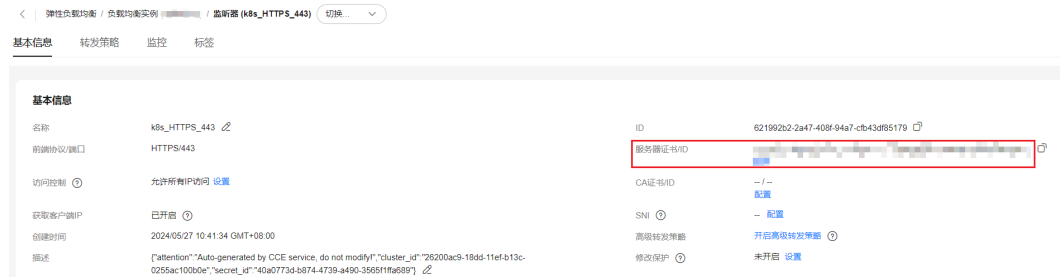 弹性负载均衡 / 负载均衡实例 / 监听器 (k8s_HTTPS_443) 切换...
基本信息 转发策略 监控 标签
基本信息
名称 k8s_HTTPS_443 ID 621992b2-2a47-408f-94a7-cfb43df85179
前端协议/端口 HTTPS/443 服务器证书/ID
访问控制 允许所有IP访问 设置 CA证书/ID -- / --
配置
获取客户端IP 已开启 SNI -- 配置
创建时间 2024/05/27 10:41:34 GMT+08:00 高级转发策略 开启高级转发策略
描述 {"attention":"Auto-generated by CCE service, do not modify!","cluster_id":"26200ac9-18dd-11ef-b13c- 修改保护 未开启 设置
0255ac100b0e","secret_id":"40a0773d-b874-4739-a490-3565f1ffa689"}